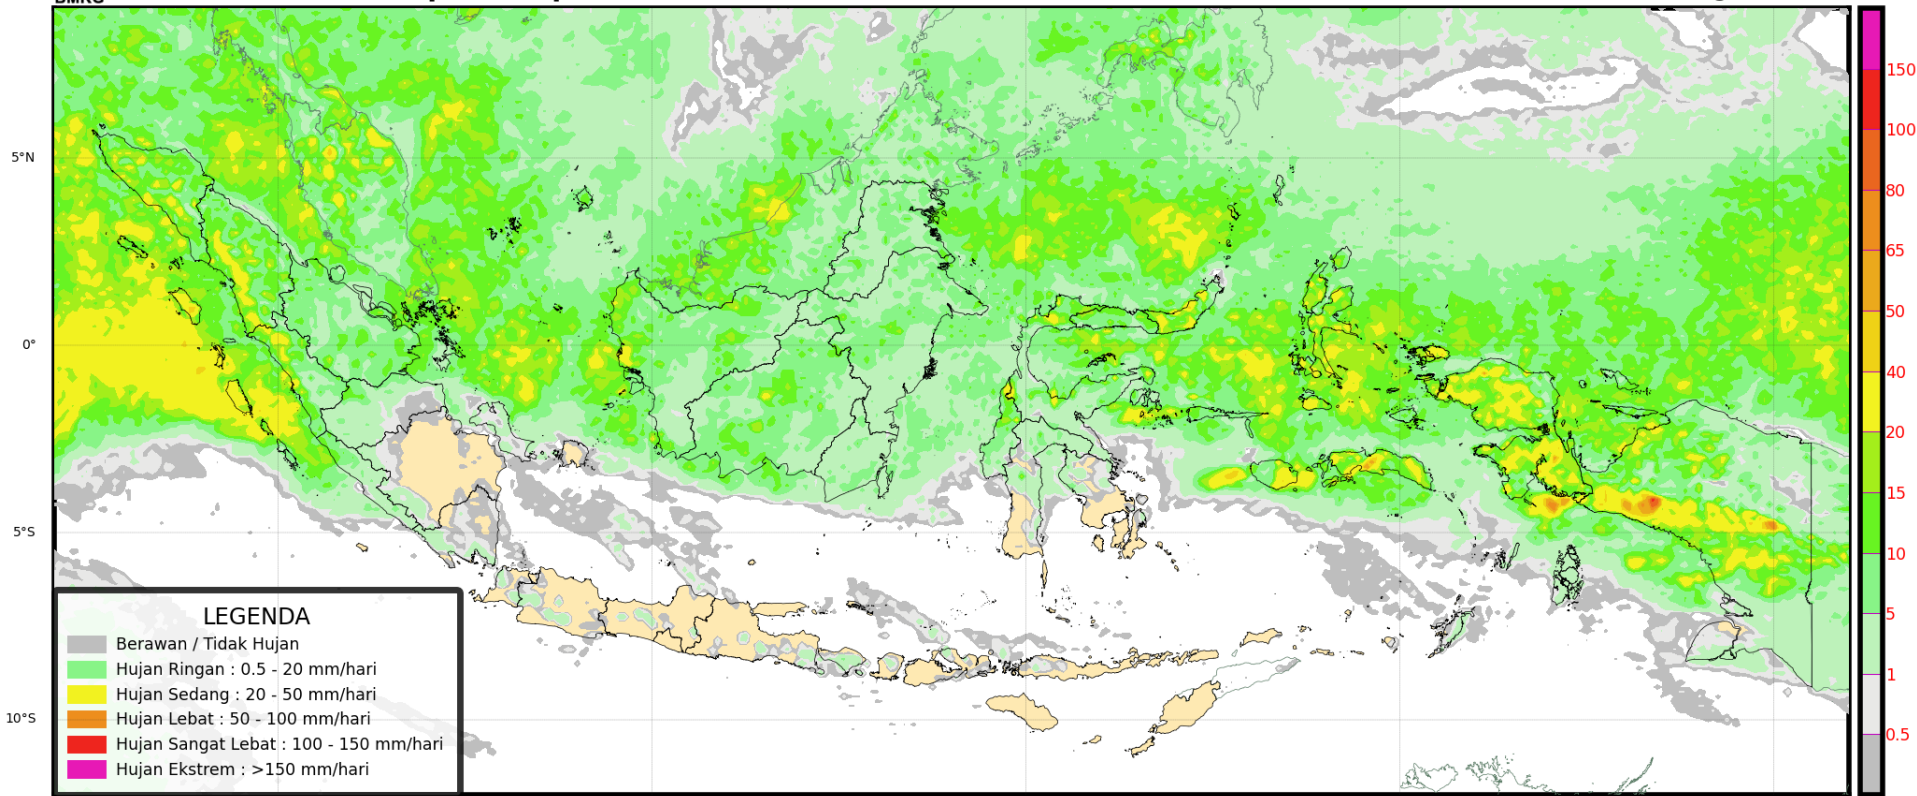 BMKG
5°N
0°
5°S
10°S
LEGENDA
Berawan / Tidak Hujan
Hujan Ringan : 0.5 - 20 mm/hari
Hujan Sedang : 20 - 50 mm/hari
Hujan Lebat : 50 - 100 mm/hari
Hujan Sangat Lebat : 100 - 150 mm/hari
Hujan Ekstrem : >150 mm/hari
150
100
80
65
50
40
20
15
10
5
1
0.5